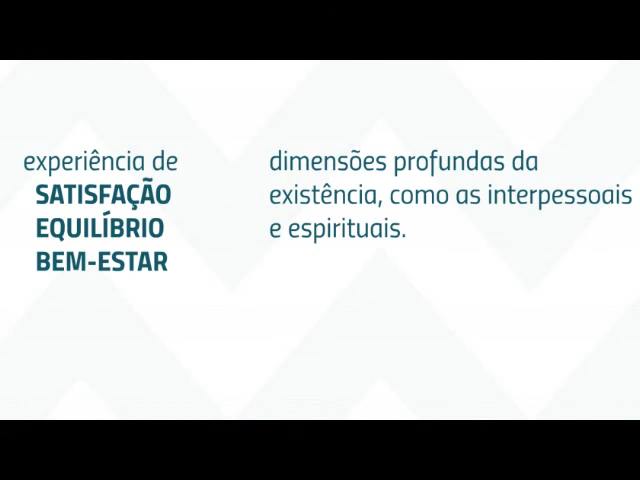 experiência de
SATISFAÇÃO
EQUILÍBRIO
BEM-ESTAR
dimensões profundas da
existência, como as interpessoais
e espirituais.